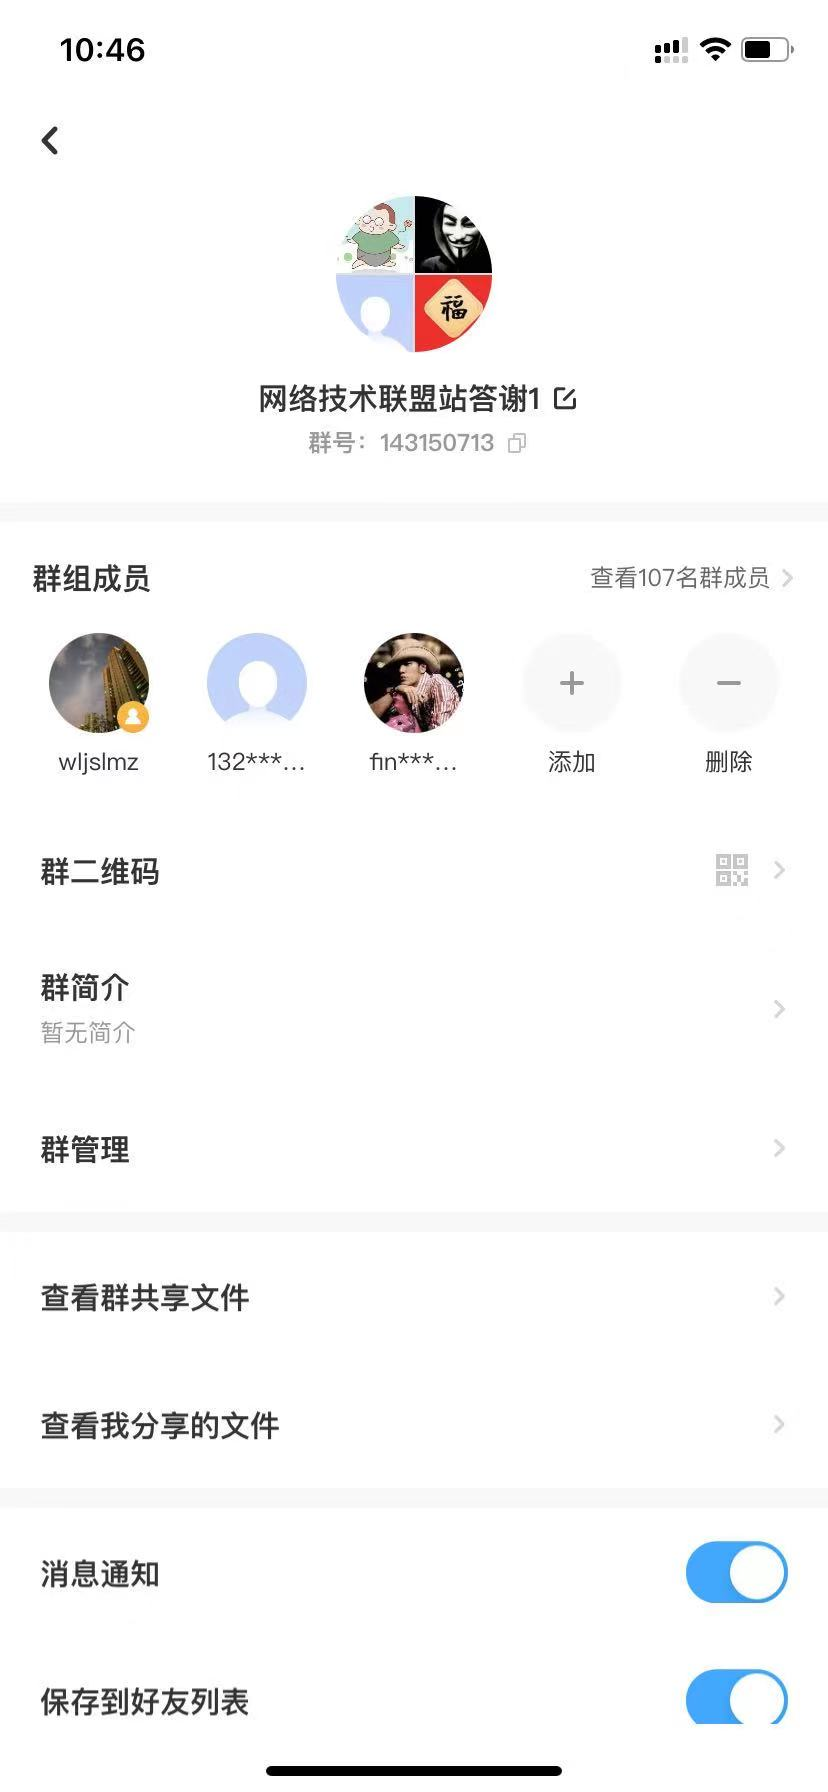 10:46
网络技术联盟站答谢1
群号：143150713
群组成员
查看107名群成员
福
wljslmz
132***...
fin***...
添加
删除
群二维码
群简介
暂无简介
群管理
查看群共享文件
查看我分享的文件
消息通知
保存到好友列表